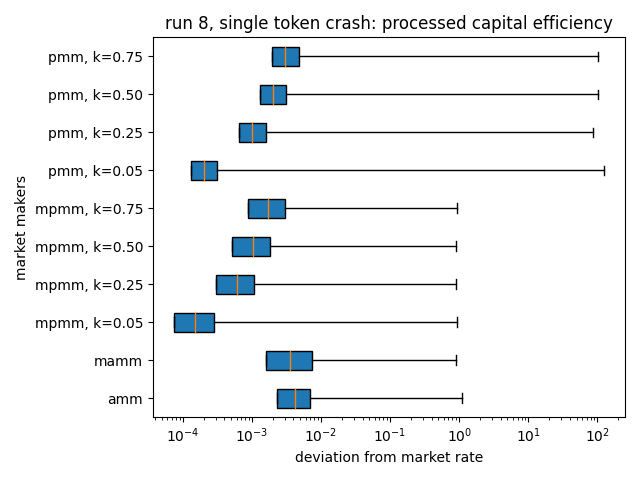 run 8, single token crash: processed capital efficiency
market makers
pmm, k=0.75
pmm, k=0.50
pmm, k=0.25
pmm, k=0.05
mpmm, k=0.75
mpmm, k=0.50
mpmm, k=0.25
mpmm, k=0.05
mamm
amm
10⁻⁴ 10⁻³ 10⁻² 10⁻¹ 10⁰ 10¹ 10²
deviation from market rate